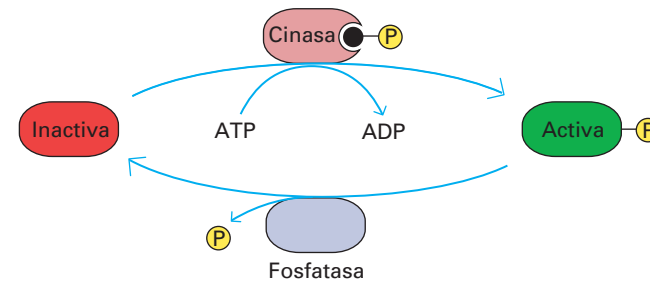 Cinasa
P
Inactiva
ATP
ADP
Activa
P
P
Fosfatasa